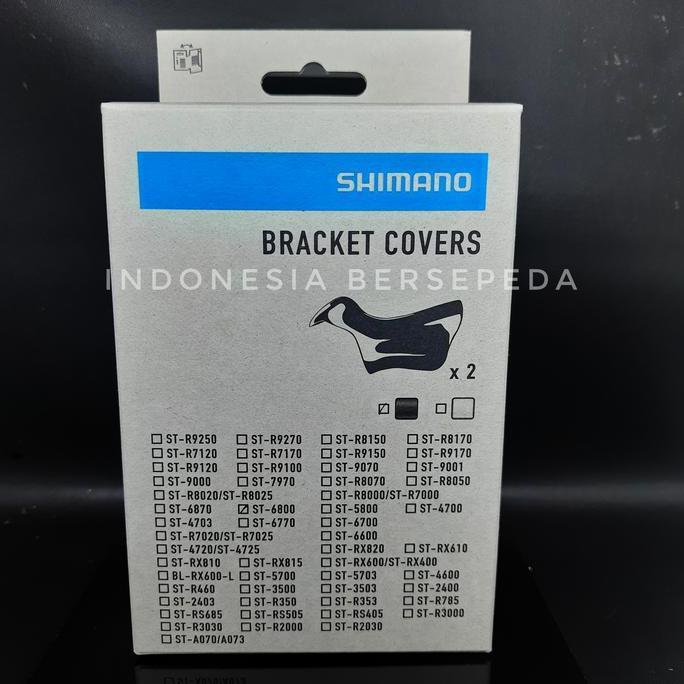 SHIMANO
BRACKET COVERS
INDONESIA BERSEPEDA
x 2
ST-R9250 ST-R9270 ST-R8150 ST-R8170
ST-R7120 ST-R7170 ST-R9150 ST-R9170
ST-R9120 ST-R9100 ST-9070 ST-9001
ST-9000 ST-7970 ST-R8070 ST-R8050
ST-R8020/ST-R8025 ST-R8000/ST-R7000
ST-6870 ST-6800 ST-5800 ST-4700
ST-4703 ST-6770 ST-6700
ST-R7020/ST-R7025 ST-6600
ST-4720/ST-4725 ST-RX820 ST-RX610
ST-RX810 ST-RX815 ST-RX600/ST-RX400
BL-RX600-L ST-5700 ST-5703 ST-4600
ST-R460 ST-3500 ST-3503 ST-2400
ST-2403 ST-R350 ST-R353 ST-R785
ST-RS685 ST-RS505 ST-RS405 ST-R3000
ST-R3030 ST-R2000 ST-R2030
ST-A070/A073